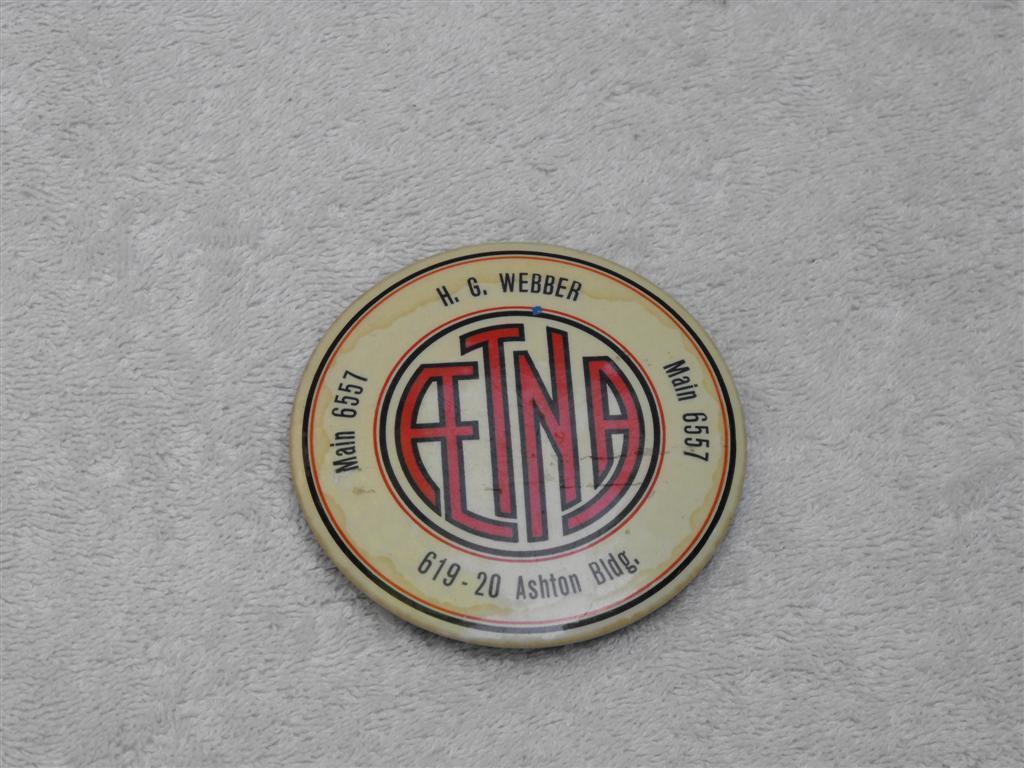 H. G. WEBBER
Main 6557
ÆTNA
Main 6557
619-20 Ashton Bldg.